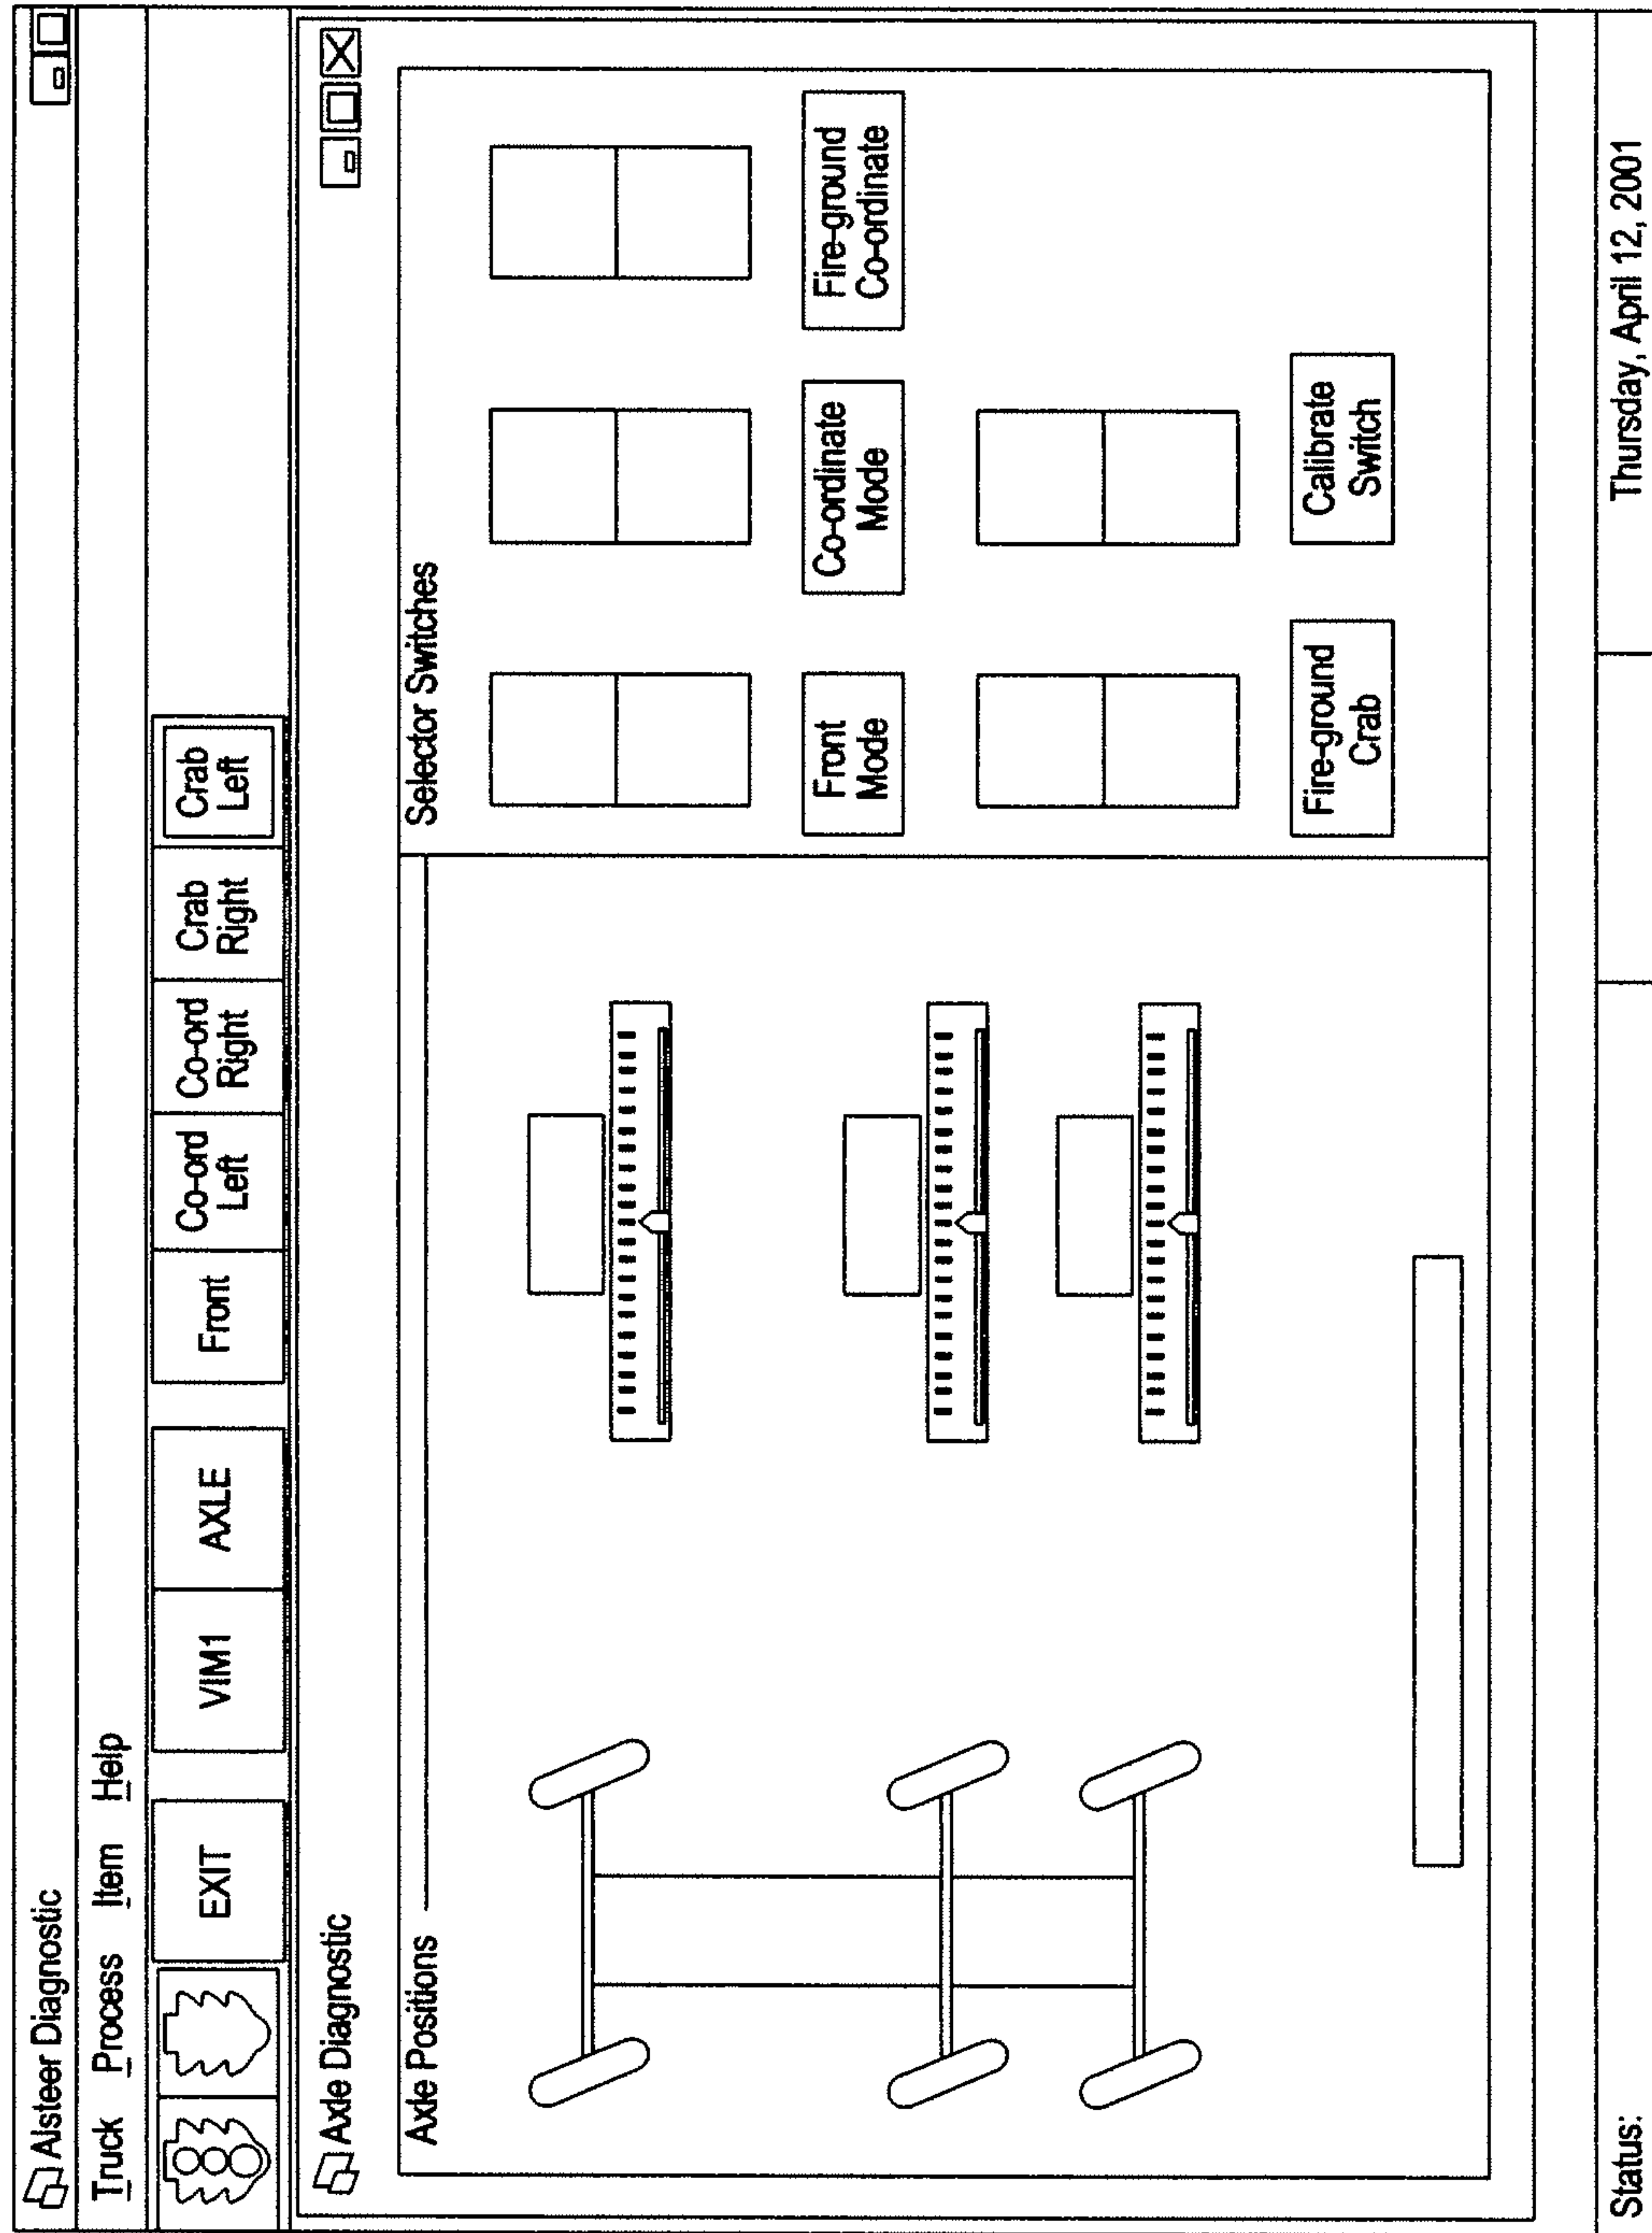 Alsteer Diagnostic
Truck Process Item Help
EXIT
VIM1
AXLE
Front
Co-ord
Left
Co-ord
Right
Crab
Right
Crab
Left
Axle Diagnostic
Axle Positions
Selector Switches
Front
Mode
Co-ordinate
Mode
Fire-ground
Co-ordinate
Fire-ground
Crab
Calibrate
Switch
Status:
Thursday, April 12, 2001